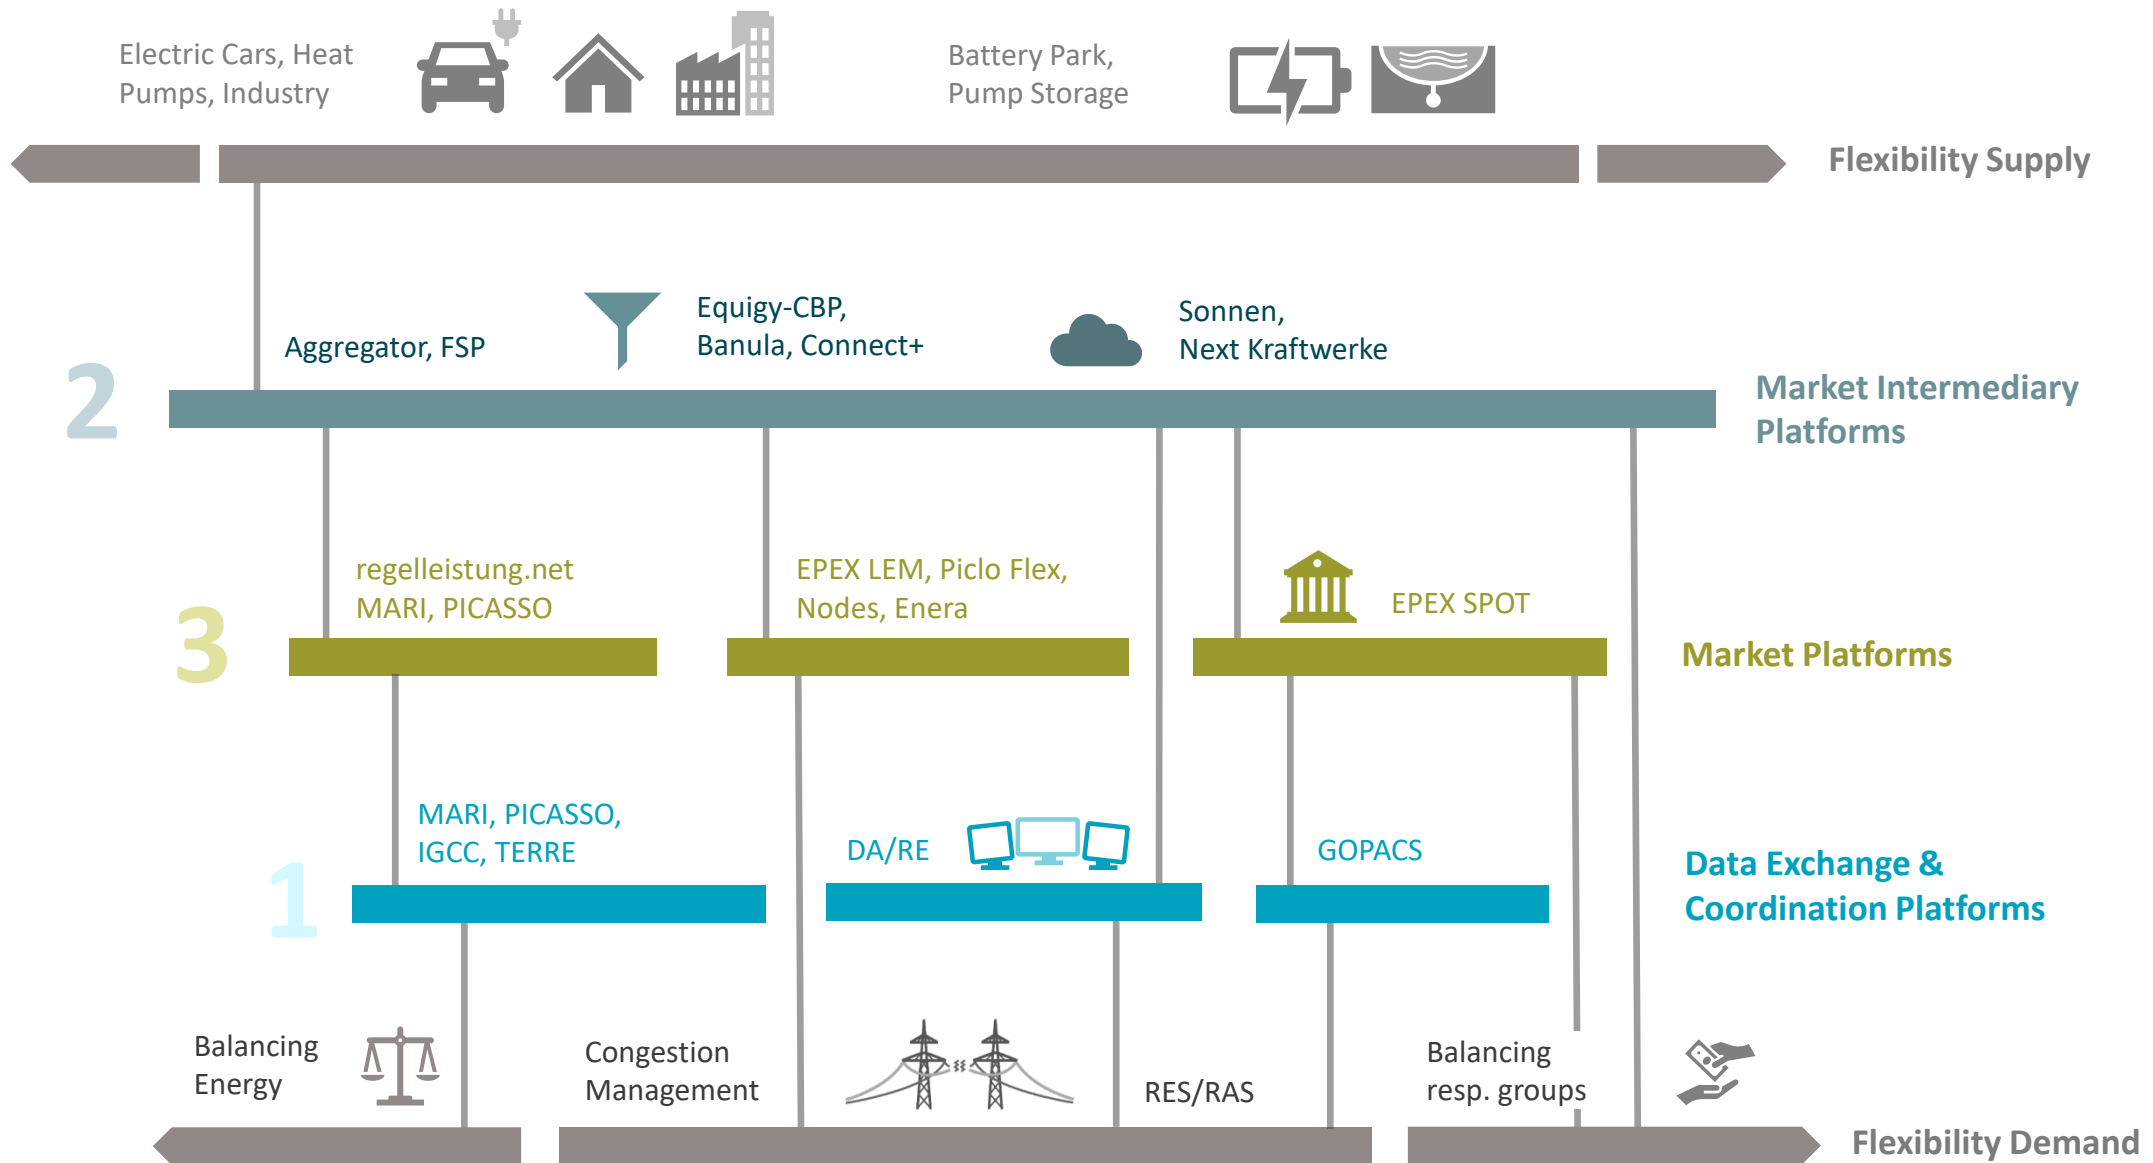 Electric Cars, Heat
Pumps, Industry
Battery Park,
Pump Storage
Flexibility Supply
Aggregator, FSP
Equigy-CBP,
Banula, Connect+
Sonnen,
Next Kraftwerke
2
Market Intermediary
Platforms
regelleistung.net
MARI, PICASSO
EPEX LEM, Piclo Flex,
Nodes, Enera
EPEX SPOT
3
Market Platforms
MARI, PICASSO,
IGCC, TERRE
DA/RE
GOPACS
1
Data Exchange &
Coordination Platforms
Balancing
Energy
Congestion
Management
RES/RAS
Balancing
resp. groups
Flexibility Demand